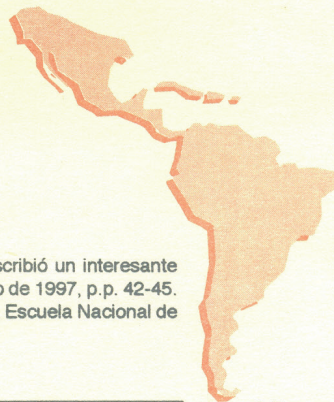 scribió un interesante
o de 1997, p.p. 42-45.
Escuela Nacional de